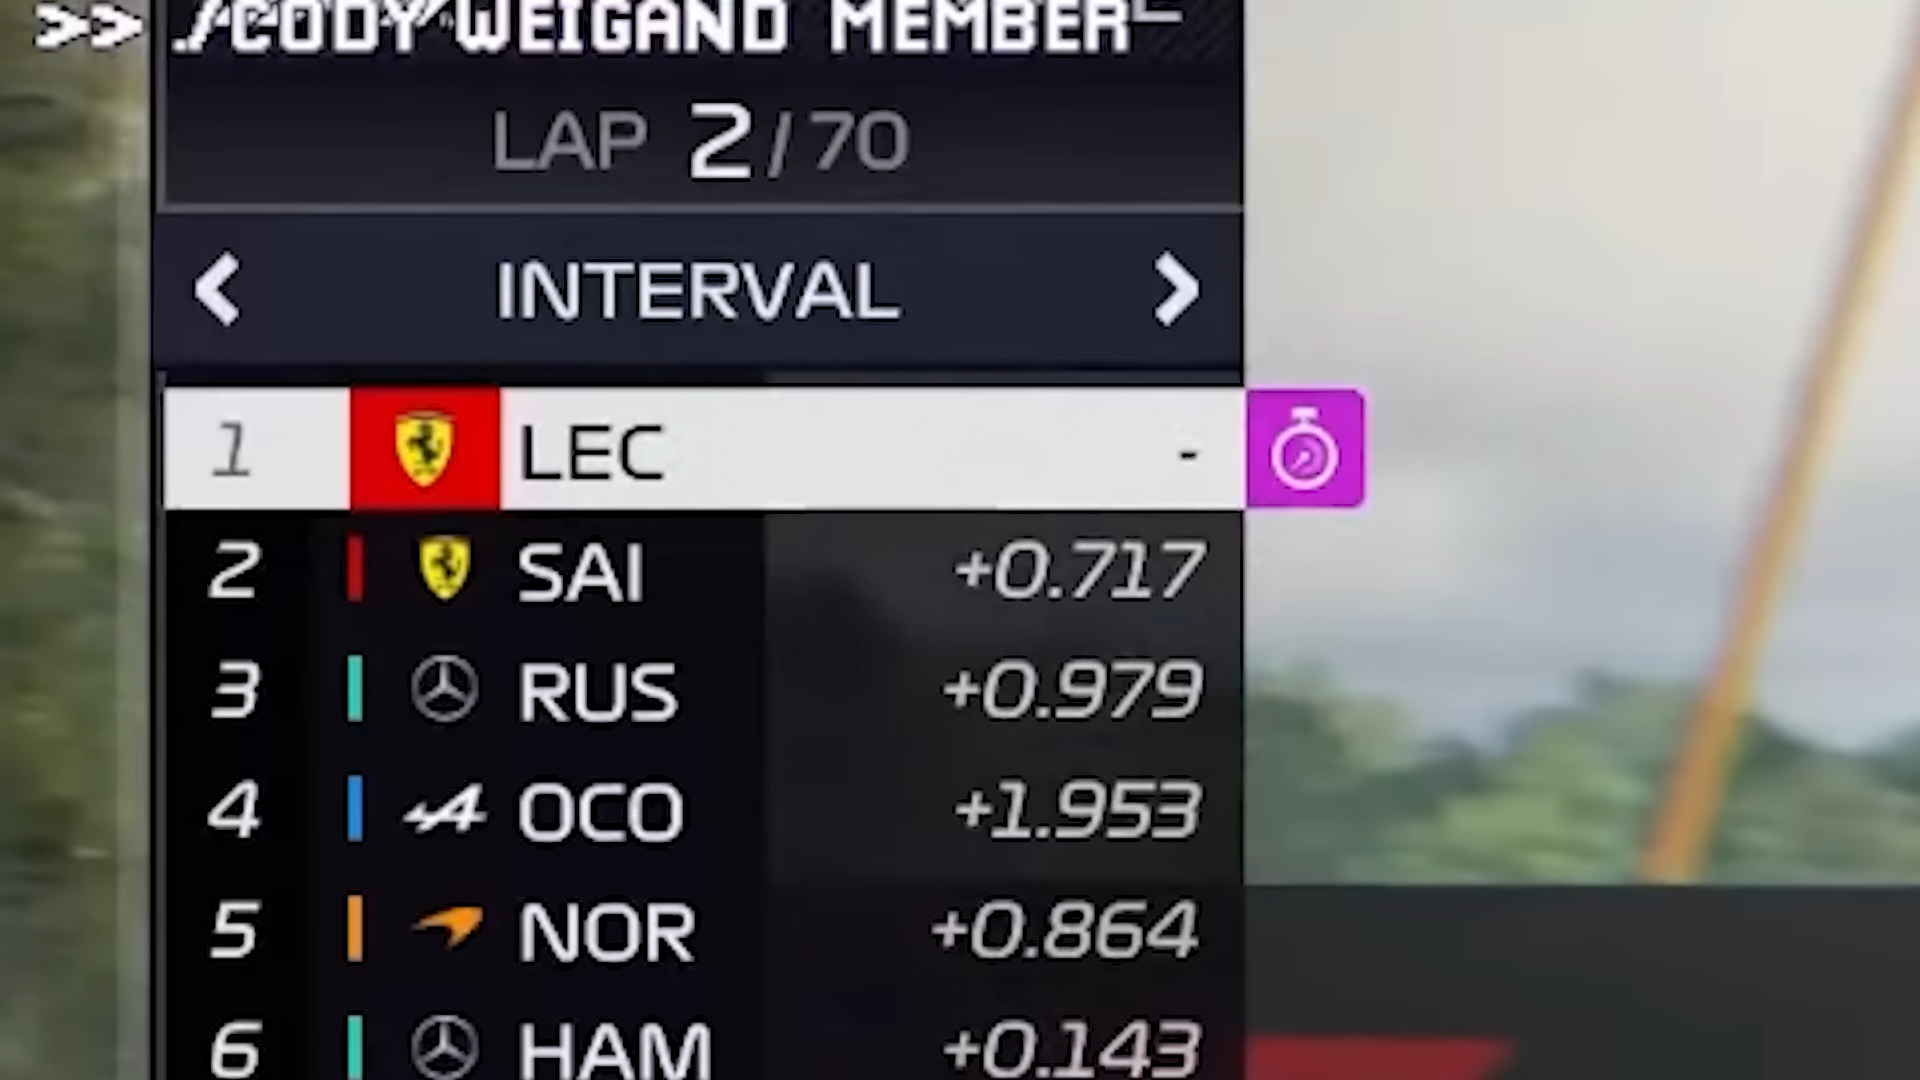 >> ./CODY WEIGAND MEMBER
LAP 2/70
INTERVAL
1 LEC -
2 SAI +0.717
3 RUS +0.979
4 OCO +1.953
5 NOR +0.864
6 HAM +0.143